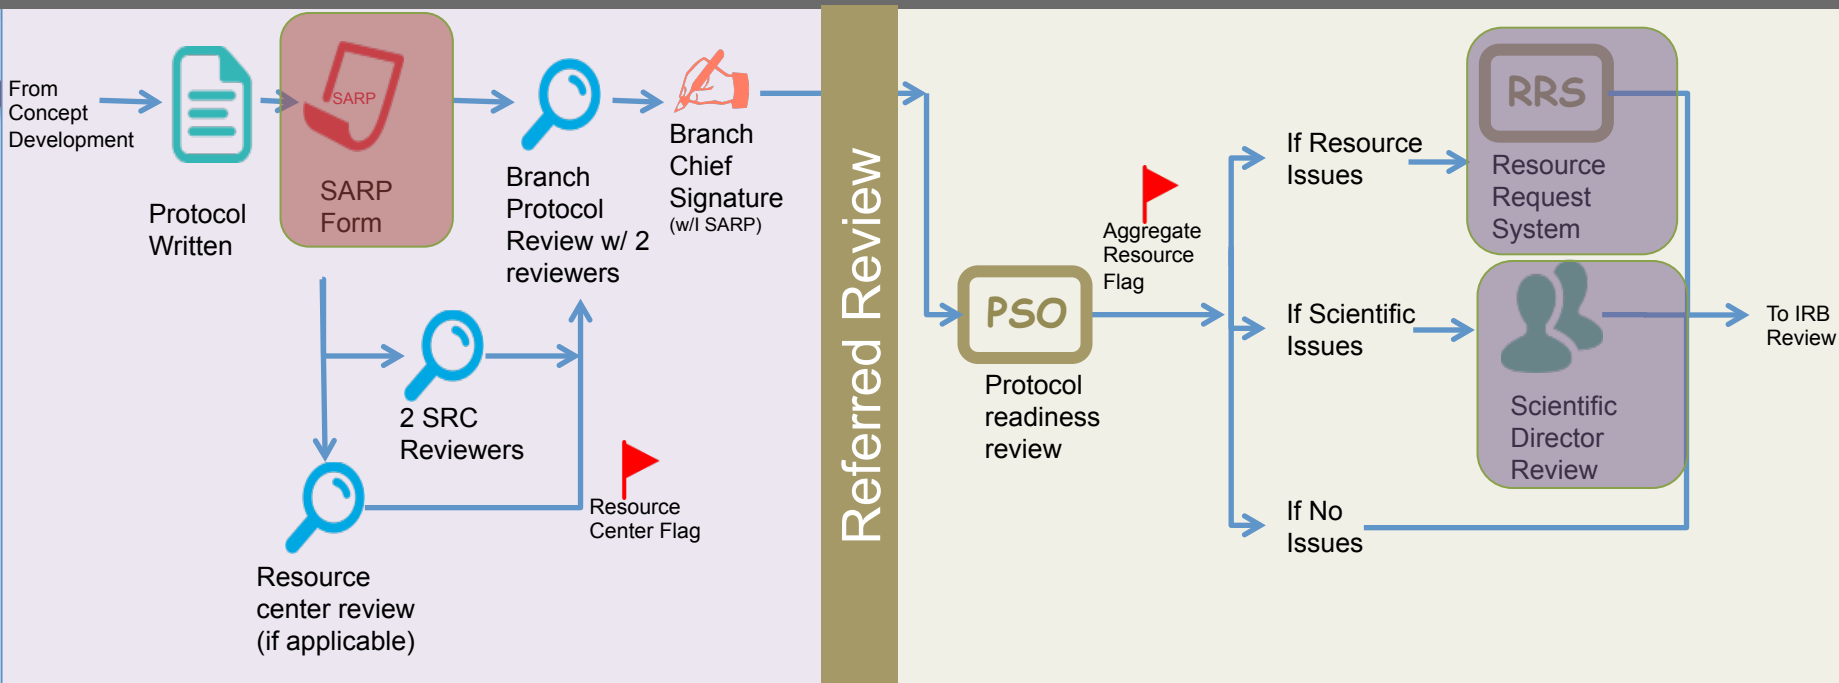 From
Concept
Development
Protocol
Written
SARP
SARP
Form
Branch
Protocol
Review w/ 2
reviewers
Branch
Chief
Signature
(w/I SARP)
2 SRC
Reviewers
Resource
Center Flag
Resource
center review
(if applicable)
Referred Review
PSO
Protocol
readiness
review
Aggregate
Resource
Flag
If Resource
Issues
RRS
Resource
Request
System
If Scientific
Issues
Scientific
Director
Review
If No
Issues
To IRB
Review